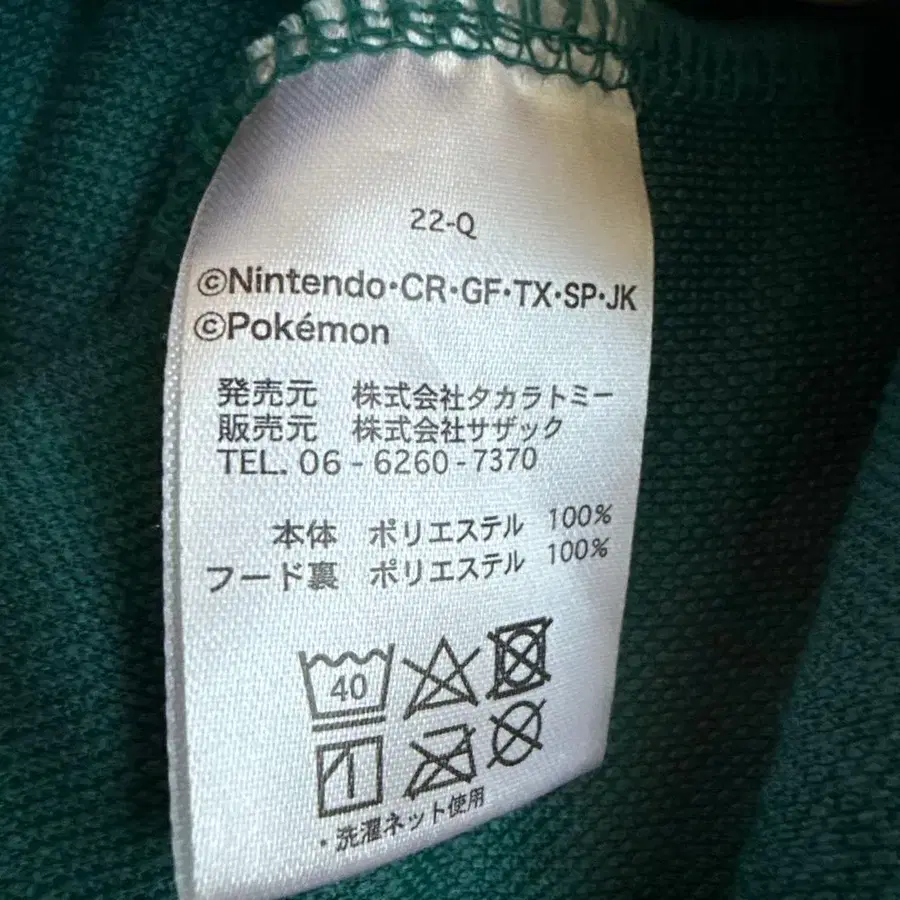 22-Q
©Nintendo・CR・GF・TX・SP・JK
©Pokémon
発売元 株式会社タカラトミー
販売元 株式会社サザック
TEL. 06-6260-7370
本体 ポリエステル 100%
フード裏 ポリエステル 100%
40
・洗濯ネット使用